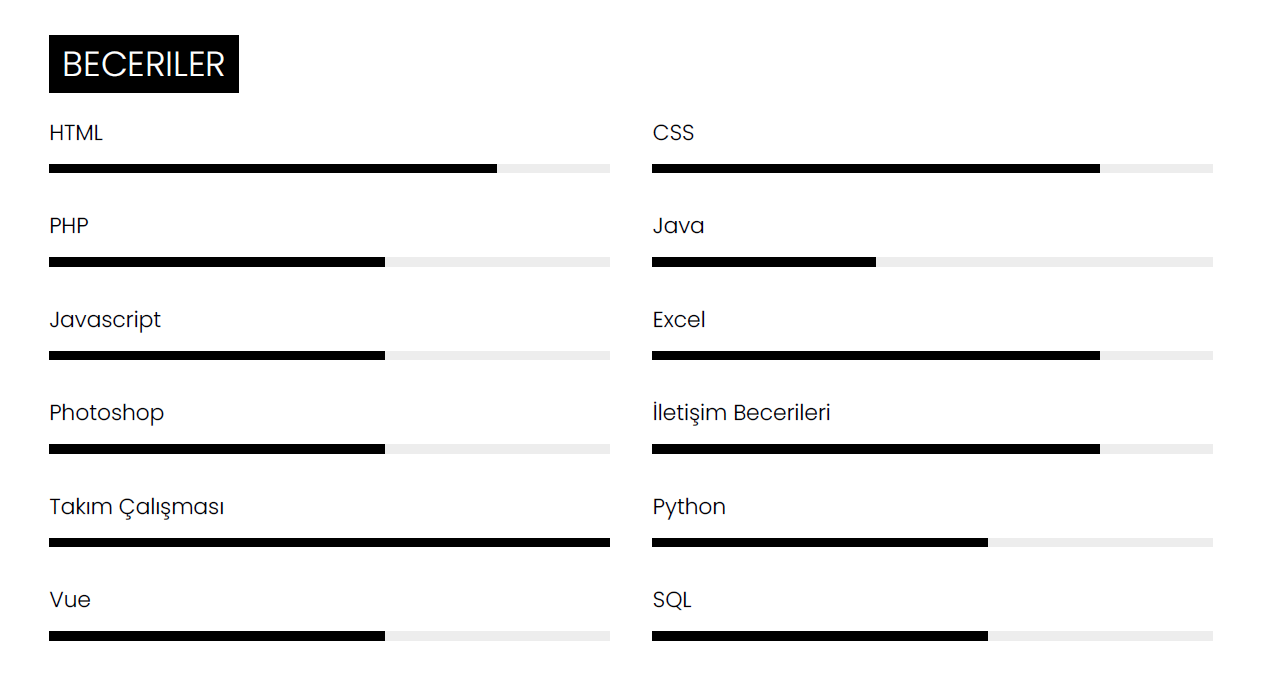 BECERILER
HTML
CSS
PHP
Java
Javascript
Excel
Photoshop
İletişim Becerileri
Takım Çalışması
Python
Vue
SQL